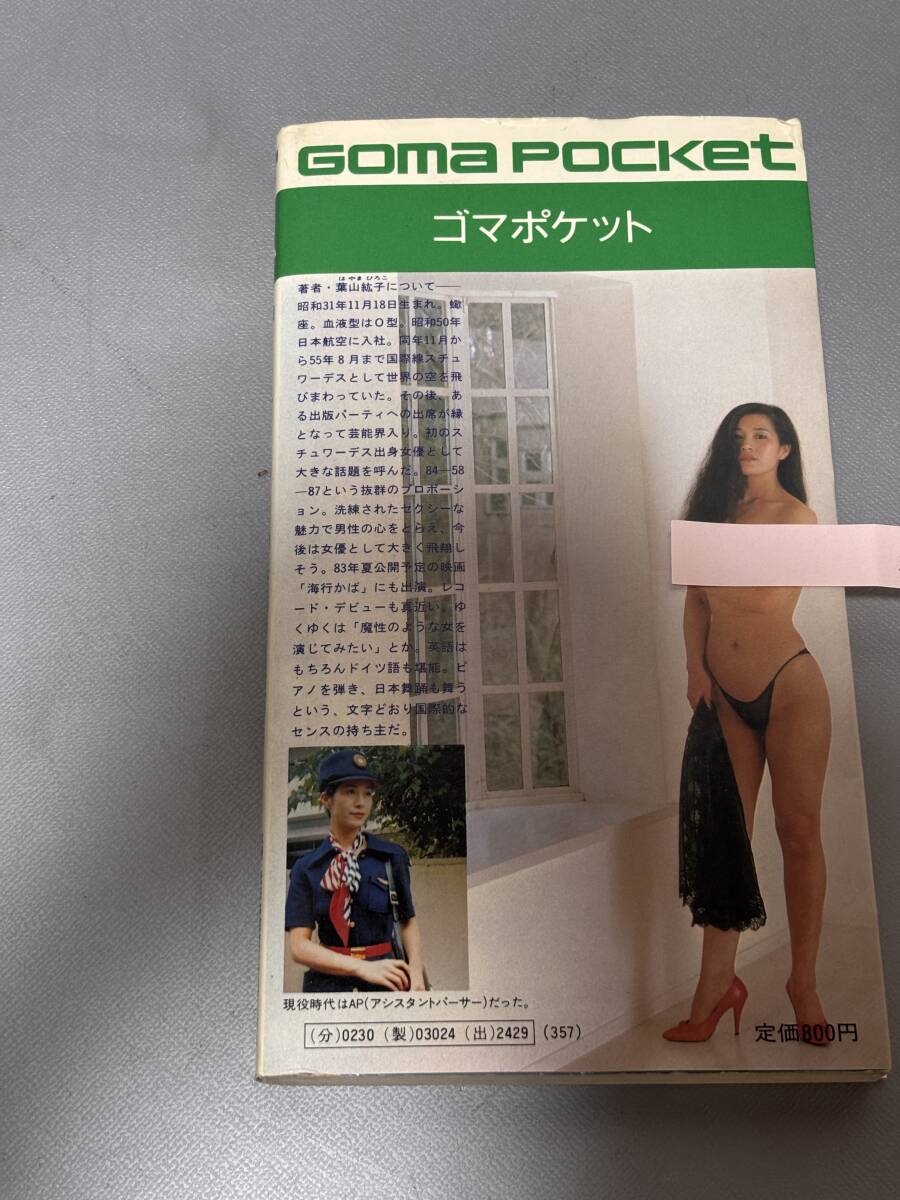 GOMA POCKET
ゴマポケット
はやま ひろこ
著者・葉山紘子について――
昭和31年11月18日生まれ。蠍
座。血液型はO型。昭和50年
日本航空に入社。同年11月か
ら55年8月まで国際線スチュ
ワーデスとして世界の空を飛
びまわっていた。その後、あ
る出版パーティへの出席が縁
となって芸能界入り。初のス
チュワーデス出身女優として
大きな話題を呼んだ。84―58
―87という抜群のプロポーシ
ョン。洗練されたセクシーな
魅力で男性の心をとらえ、今
後は女優として大きく飛翔し
そう。83年夏公開予定の映画
「海行かば」にも出演。レコ
ード・デビューも真近い。ゆ
くゆくは「魔性のような女を
演じてみたい」とか。英語は
もちろんドイツ語も堪能。ピ
アノを弾き、日本舞踊も舞う
という、文字どおり国際的な
センスの持ち主だ。
現役時代はAP(アシスタントパーサー)だった。
(分)0230 (製)03024 (出)2429 (357)
定価800円